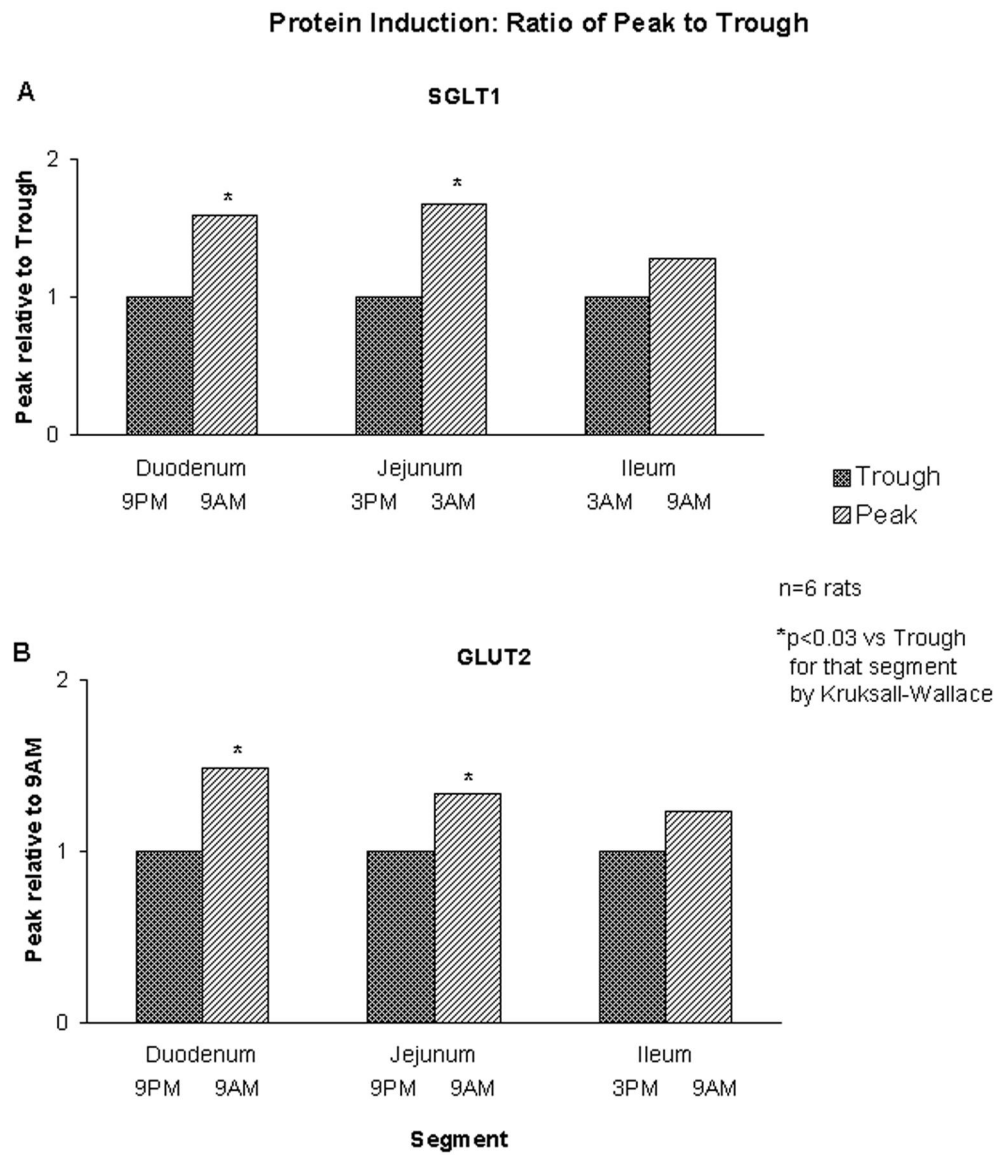 Protein Induction: Ratio of Peak to Trough
A
SGLT1
Peak relative to Trough
2
1
0
Duodenum
Jejunum
Ileum
9PM 9AM
3PM 3AM
3AM 9AM
Trough
Peak
n=6 rats
*p<0.03 vs Trough
for that segment
by Kruksall-Wallace
B
GLUT2
Peak relative to 9AM
2
1
0
* *
* *
Duodenum
Jejunum
Ileum
9PM 9AM
9PM 9AM
3PM 9AM
Segment